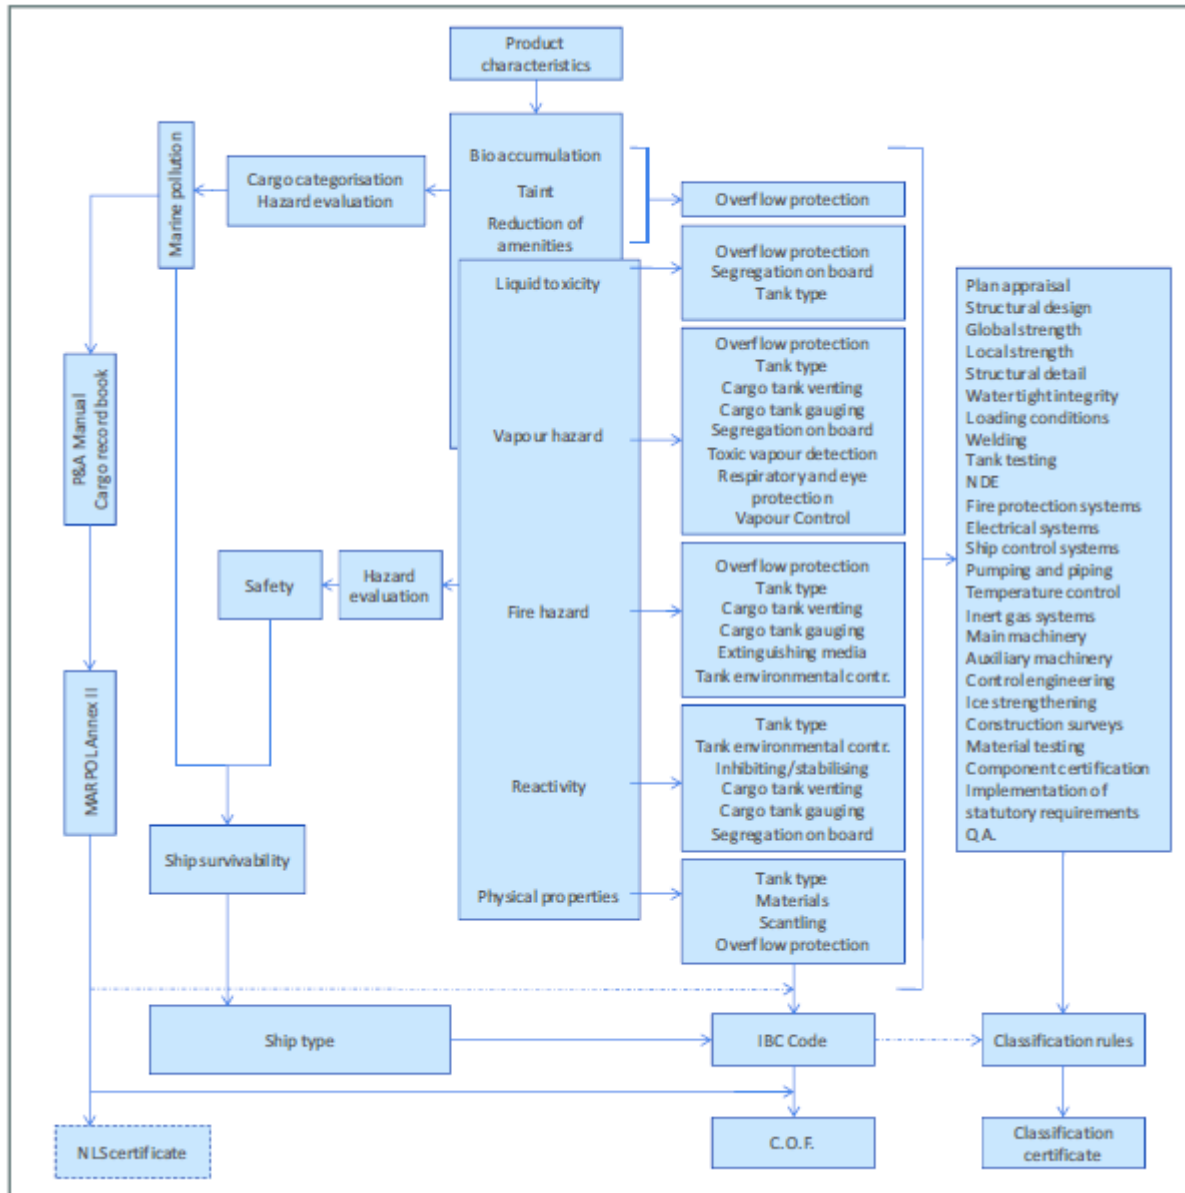 Product
characteristics
Marine pollution
Cargo categorisation
Hazard evaluation
Bio accumulation
Taint
Reduction of
amenities
Liquid toxicity
Vapour hazard
Fire hazard
Reactivity
Physical properties
Overflow protection
Overflow protection
Segregation on board
Tank type
Overflow protection
Tank type
Cargo tank venting
Cargo tank gauging
Segregation on board
Toxic vapour detection
Respiratory and eye
protection
Vapour Control
Overflow protection
Tank type
Cargo tank venting
Cargo tank gauging
Extinguishing media
Tank environmental contr.
Tank type
Tank environmental contr.
Inhibiting/stabilising
Cargo tank venting
Cargo tank gauging
Segregation on board
Tank type
Materials
Scantling
Overflow protection
Plan appraisal
Structural design
Global strength
Local strength
Structural detail
Water tight integrity
Loading conditions
Welding
Tank testing
NDE
Fire protection systems
Electrical systems
Ship control systems
Pumping and piping
Temperature control
Inert gas systems
Main machinery
Auxiliary machinery
Control engineering
Ice strengthening
Construction surveys
Material testing
Component certification
Implementation of
statutory requirements
Q.A.
P&A Manual
Cargo record book
Safety
Hazard
evaluation
MARPOL Annex II
Ship survivability
Ship type
IBC Code
Classification rules
NLS certificate
C.O.F.
Classification
certificate